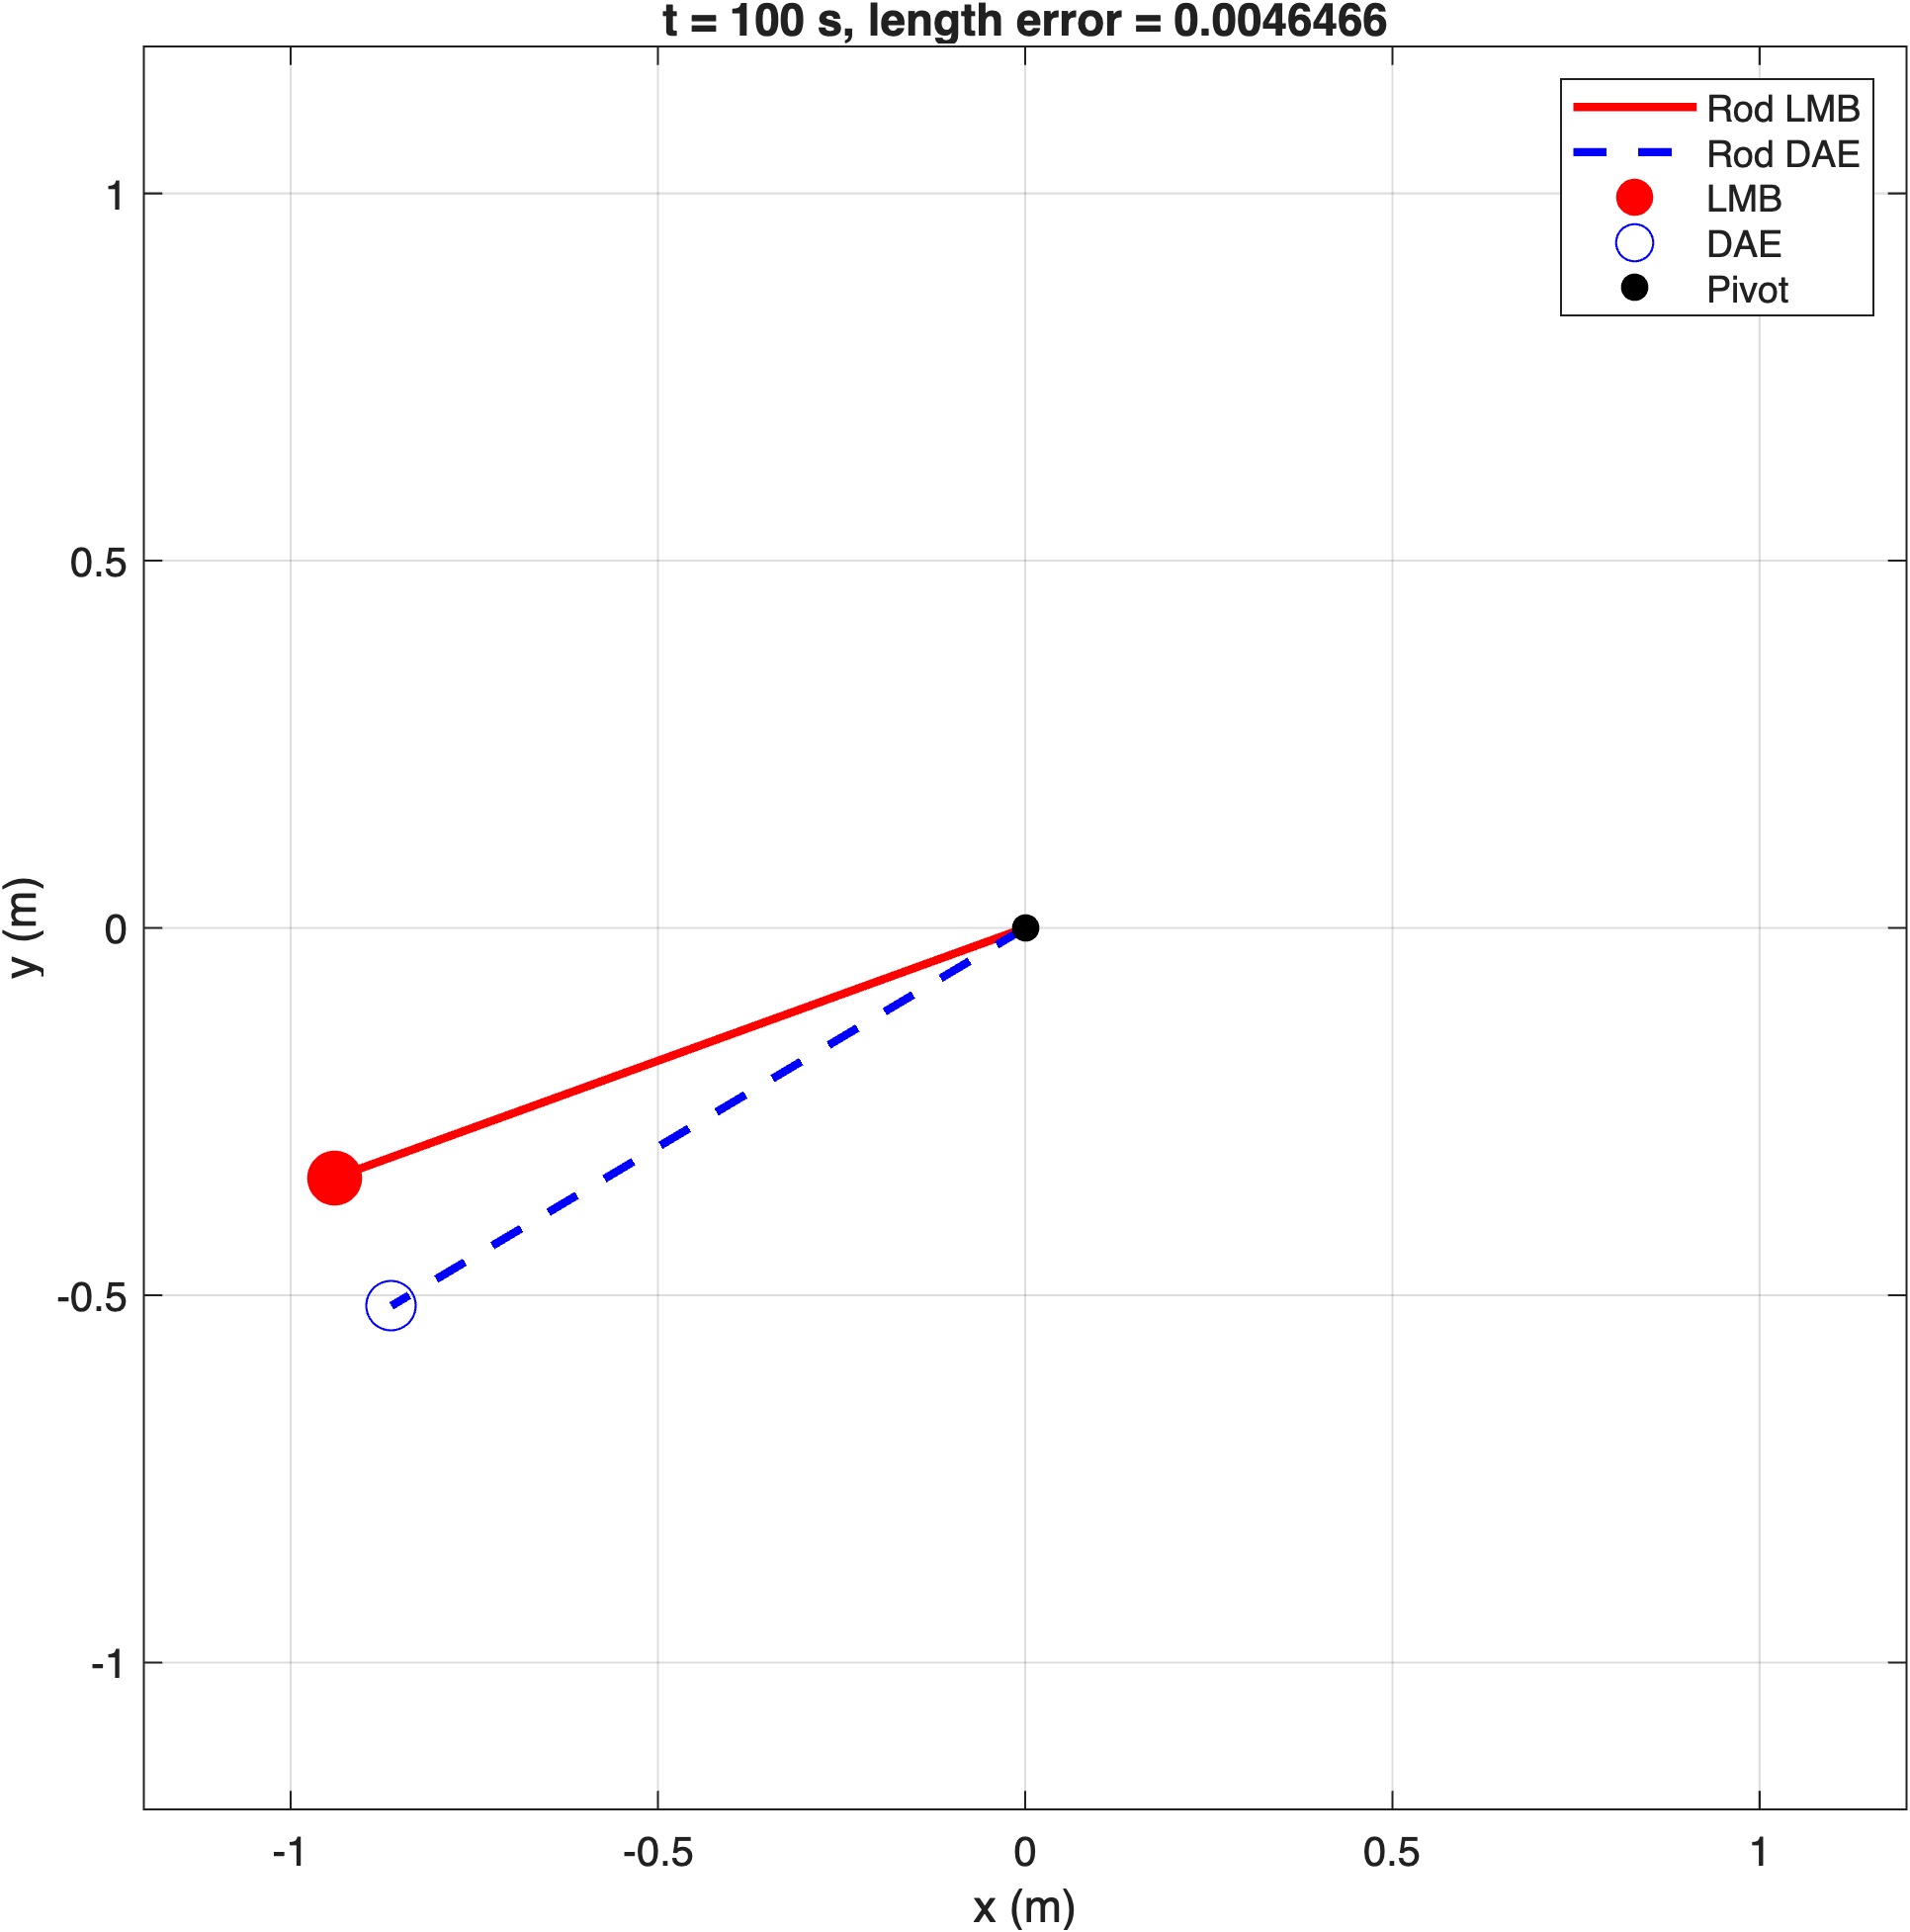 t = 100 s, length error = 0.0046466
Rod LMB
Rod DAE
LMB
DAE
Pivot
1
0.5
0
-0.5
-1
y (m)
-1
-0.5
0
0.5
1
x (m)